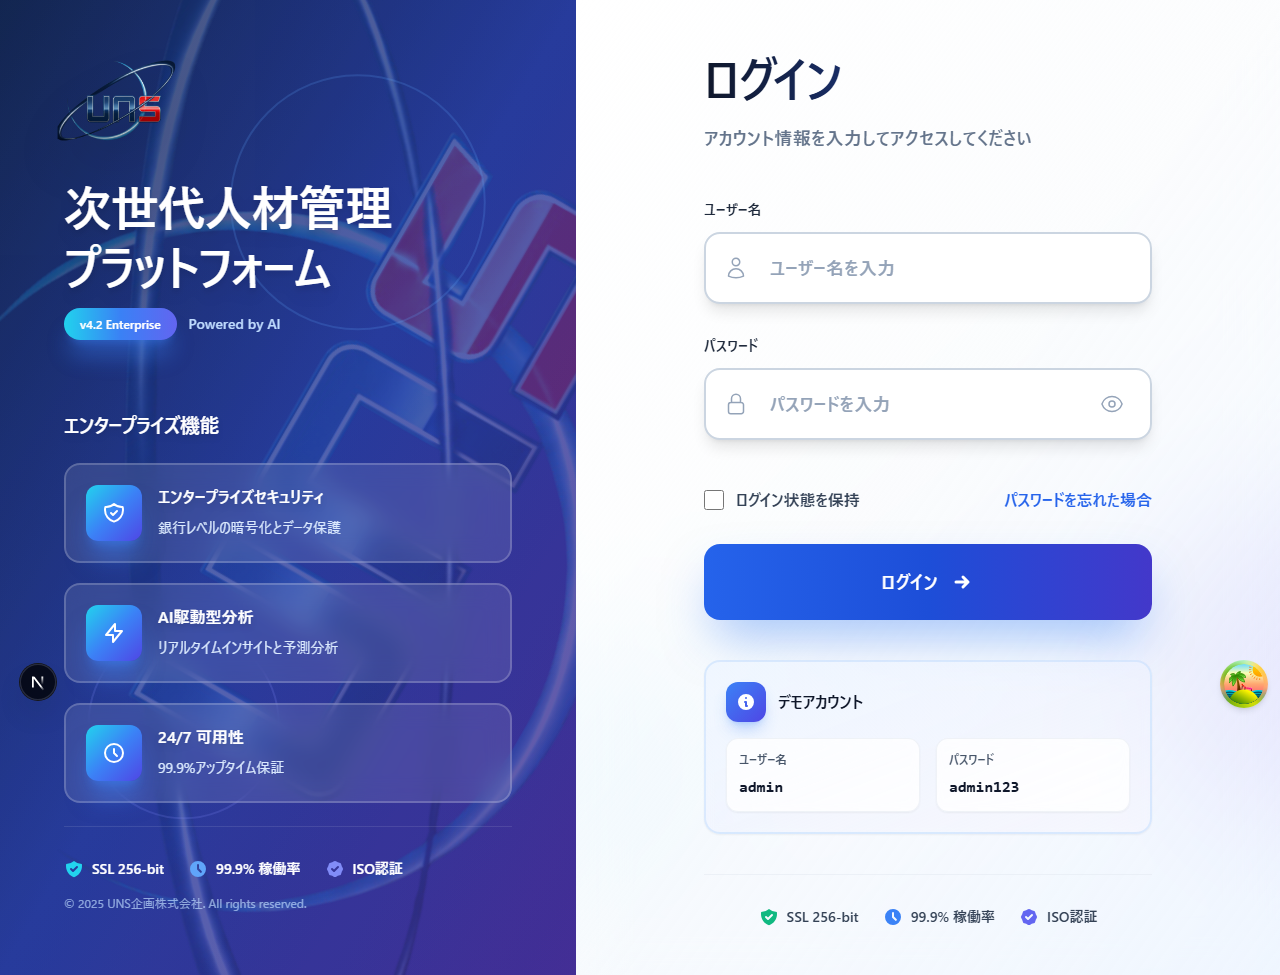 UNS
次世代人材管理
プラットフォーム
v4.2 Enterprise
Powered by AI
エンタープライズ機能
エンタープライズセキュリティ
銀行レベルの暗号化とデータ保護
AI駆動型分析
リアルタイムインサイトと予測分析
24/7 可用性
99.9%アップタイム保証
SSL 256-bit
99.9% 稼働率
ISO認証
© 2025 UNS企画株式会社. All rights reserved.
N
ログイン
アカウント情報を入力してアクセスしてください
ユーザー名
ユーザー名を入力
パスワード
パスワードを入力
ログイン状態を保持
パスワードを忘れた場合
ログイン
デモアカウント
ユーザー名
admin
パスワード
admin123
SSL 256-bit
99.9% 稼働率
ISO認証